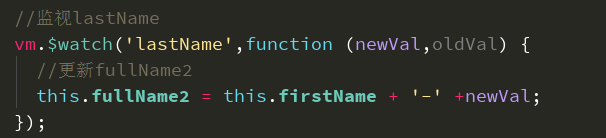 //监视lastName
vm.$watch('lastName',function (newVal,oldVal) {
//更新fullName2
this.fullName2 = this.firstName + '-' +newVal;
});